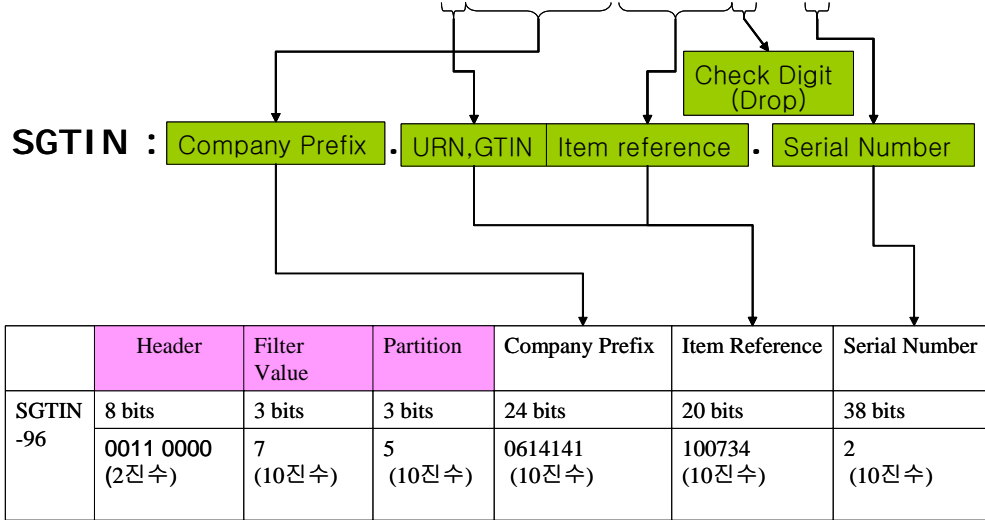 Check Digit
(Drop)
SGTIN : Company Prefix . URN,GTIN Item reference . Serial Number
Header Filter Value Partition Company Prefix Item Reference Serial Number
SGTIN-96 8 bits 3 bits 3 bits 24 bits 20 bits 38 bits
0011 0000 7 5 0614141 100734 2
(2진수) (10진수) (10진수) (10진수) (10진수) (10진수)